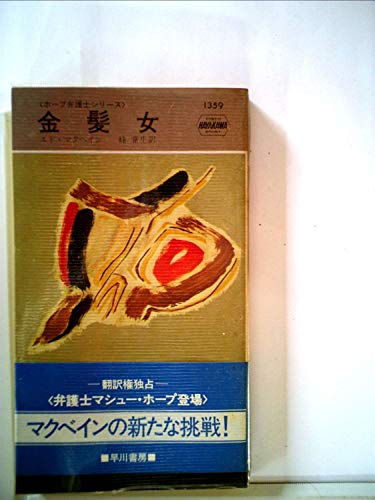 〈ホープ弁護士シリーズ〉
1359
金髪女
HAYAKAWA
エド・マクベイン
訳
—翻訳権独占—
〈弁護士マシュー・ホープ登場〉
マクベインの新たな挑戦!
■早川書房■